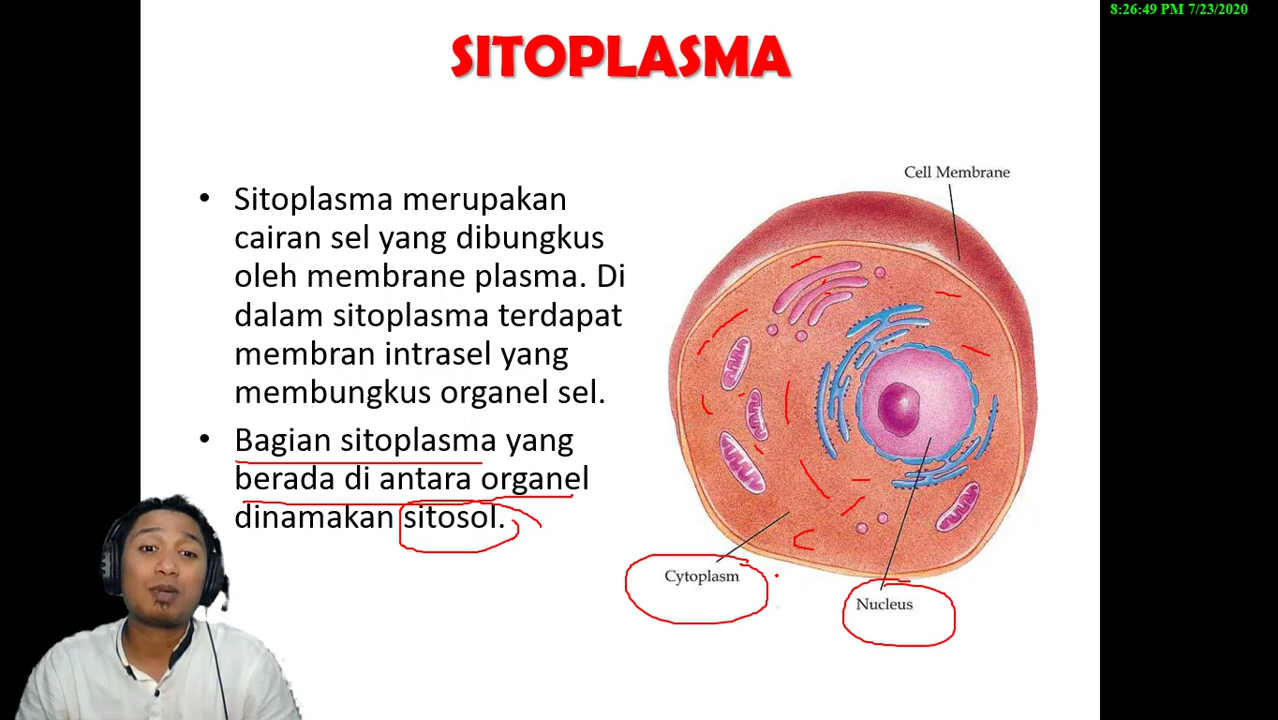 8:26:49 PM 7/23/2020
SITOPLASMA
• Sitoplasma merupakan
cairan sel yang dibungkus
oleh membrane plasma. Di
dalam sitoplasma terdapat
membran intrasel yang
membungkus organel sel.
• Bagian sitoplasma yang
berada di antara organel
dinamakan sitosol.
Cell Membrane
Cytoplasm
Nucleus